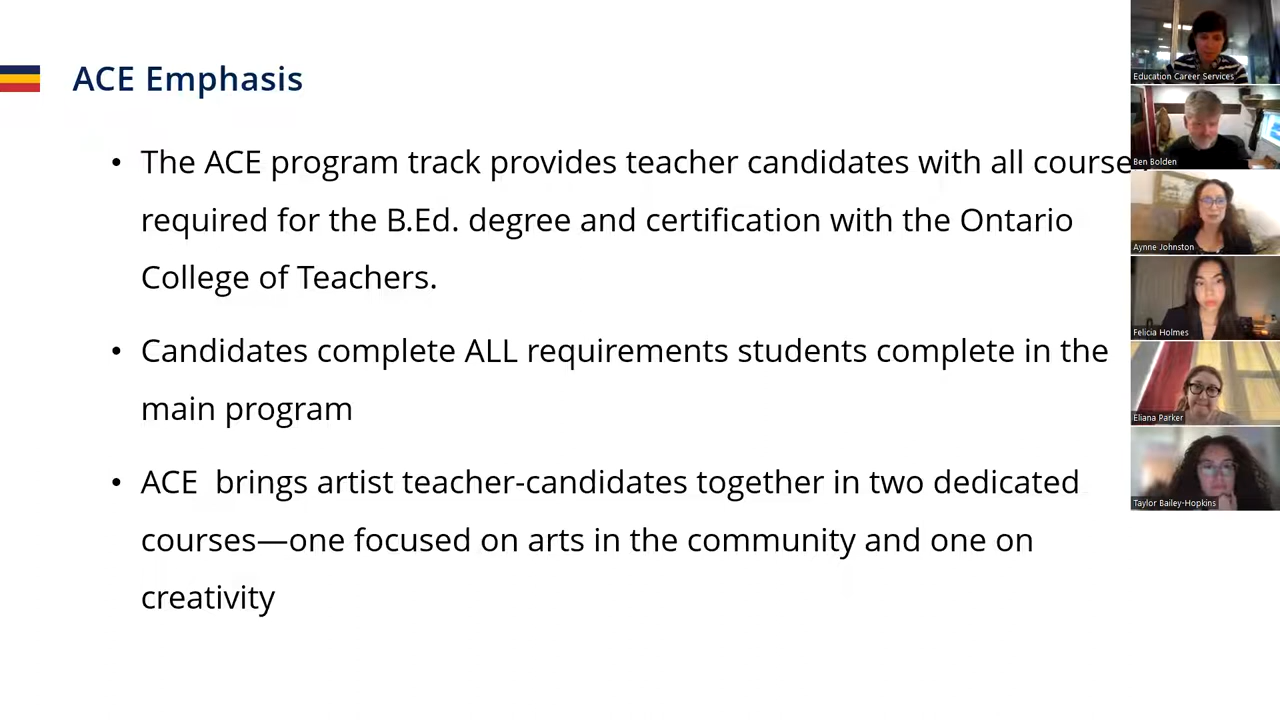 ACE Emphasis
• The ACE program track provides teacher candidates with all course
required for the B.Ed. degree and certification with the Ontario
College of Teachers.
• Candidates complete ALL requirements students complete in the
main program
• ACE  brings artist teacher-candidates together in two dedicated
courses—one focused on arts in the community and one on
creativity
Education Career Services
Ben Bolden
Aynne Johnston
Felicia Holmes
Eliana Parker
Taylor Bailey-Hopkins